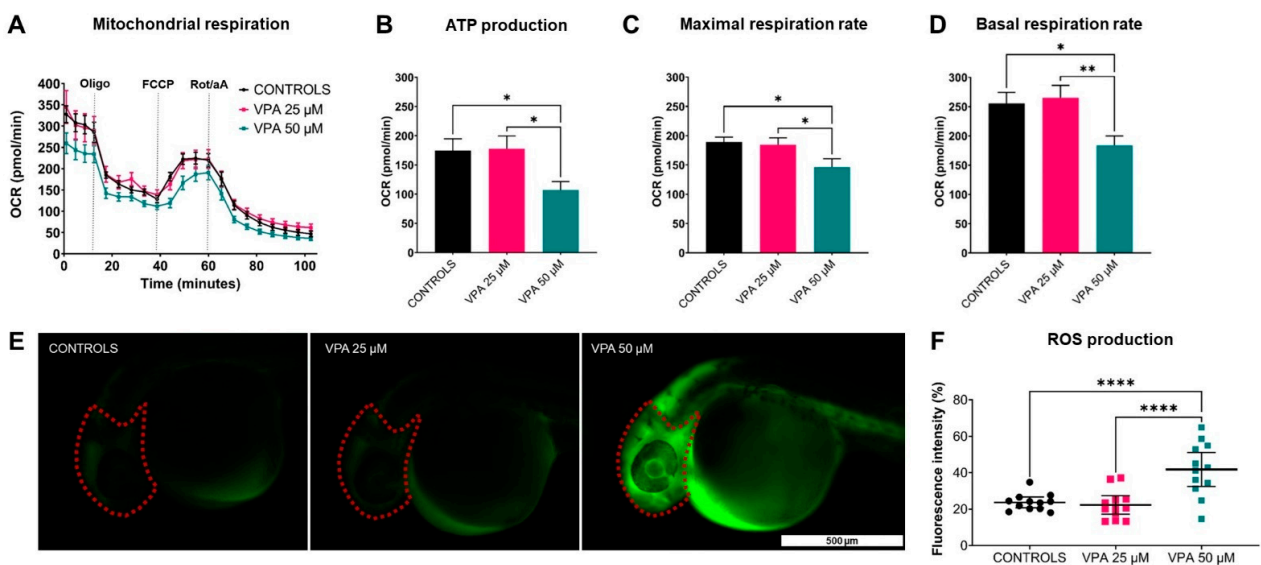 A
Mitochondrial respiration
OCR (pmol/min)
400
350
300
250
200
150
100
50
0
0
20
40
60
80
100
Time (minutes)
Oligo
FCCP
Rot/aA
CONTROLS
VPA 25 µM
VPA 50 µM
B
ATP production
*
*
OCR (pmol/min)
300
250
200
150
100
50
0
CONTROLS
VPA 25 µM
VPA 50 µM
C
Maximal respiration rate
*
*
OCR (pmol/min)
300
250
200
150
100
50
0
CONTROLS
VPA 25 µM
VPA 50 µM
D
Basal respiration rate
*
**
OCR (pmol/min)
300
250
200
150
100
50
0
CONTROLS
VPA 25 µM
VPA 50 µM
E
CONTROLS
VPA 25 µM
VPA 50 µM
500 µm
F
ROS production
****
****
Fluorescence intensity (%)
80
60
40
20
0
CONTROLS
VPA 25 µM
VPA 50 µM